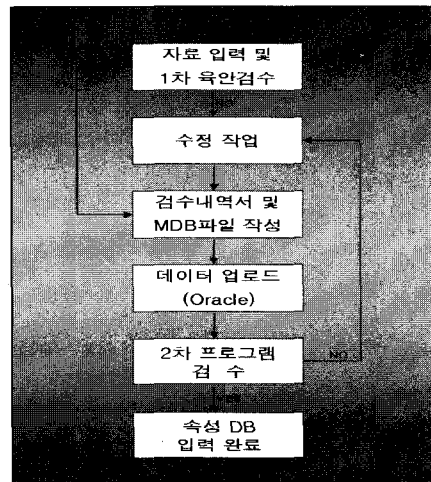 자료 입력 및
1차 육안검수
수정 작업
검수내역서 및
MDB파일 작성
데이터 업로드
(Oracle)
2차 프로그램
검 수
NO
속성 DB
입력 완료